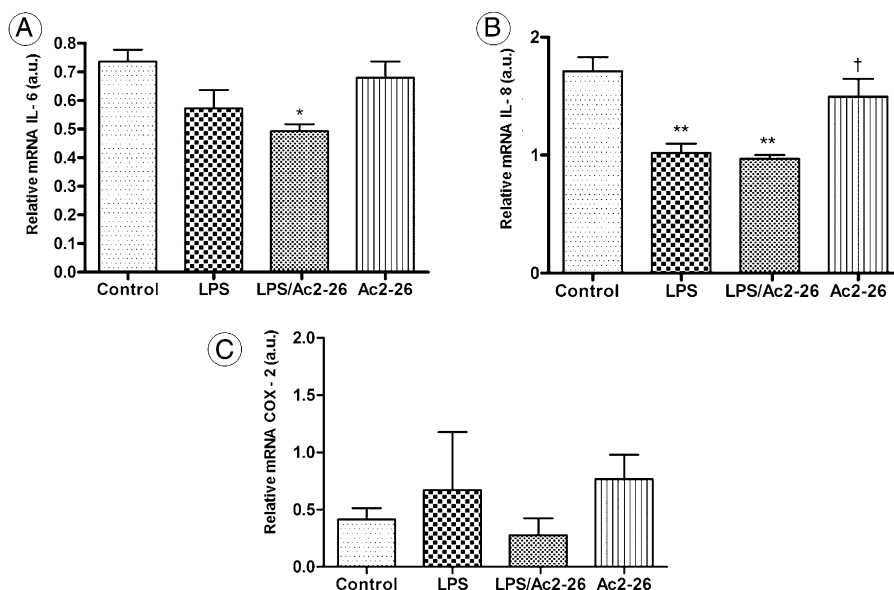 A
Relative mRNA IL- 6 (a.u.)
0.8
0.7
0.6
0.5
0.4
0.3
0.2
0.1
0.0
*
Control LPS LPS/Ac2-26 Ac2-26
B
Relative mRNA IL- 8 (a.u.)
2
1
0
**
**
†
Control LPS LPS/Ac2-26 Ac2-26
C
Relative mRNA COX - 2 (a.u.)
2.0
1.5
1.0
0.5
0.0
Control LPS LPS/Ac2-26 Ac2-26